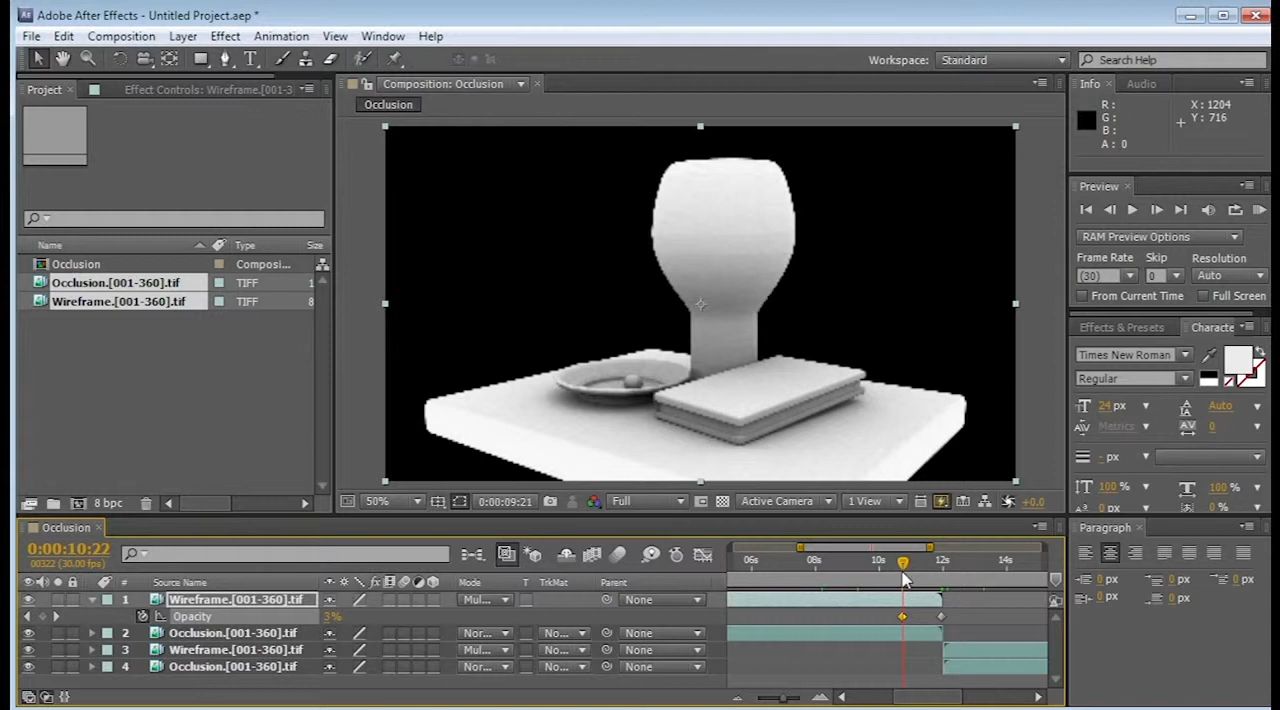 Adobe After Effects - Untitled Project.aep *
File Edit Composition Layer Effect Animation View Window Help
Workspace: Standard Search Help
Project Effect Controls: Wireframe.[001-3 Composition: Occlusion Info Audio
Occlusion
R: X: 1204
G: Y: 716
B:
A: 0
Preview
RAM Preview Options
Name Type Size
Frame Rate Skip Resolution
Occlusion Composi...
(30) 0 Auto
Occlusion.[001-360].tif TIFF 1
From Current Time Full Screen
Wireframe.[001-360].tif TIFF 8
Effects & Presets Characte
Times New Roman
Regular
24 px Auto
Metrics 0
- px
8 bpc 50% 0:00:09:21 Full Active Camera 1 View +0.0
100 % 100 %
0 px 0 %
Occlusion
Paragraph
0:00:10:22
00322 (30.00 fps)
06s 08s 10s 12s 14s
# Source Name Mode T TrkMat Parent
0 px 0 px
0 px 0 px
1 Wireframe.[001-360].tif Mul... None
0 px
Opacity 3%
2 Occlusion.[001-360].tif Nor... No... None
3 Wireframe.[001-360].tif Mul... No... None
4 Occlusion.[001-360].tif Nor... No... None